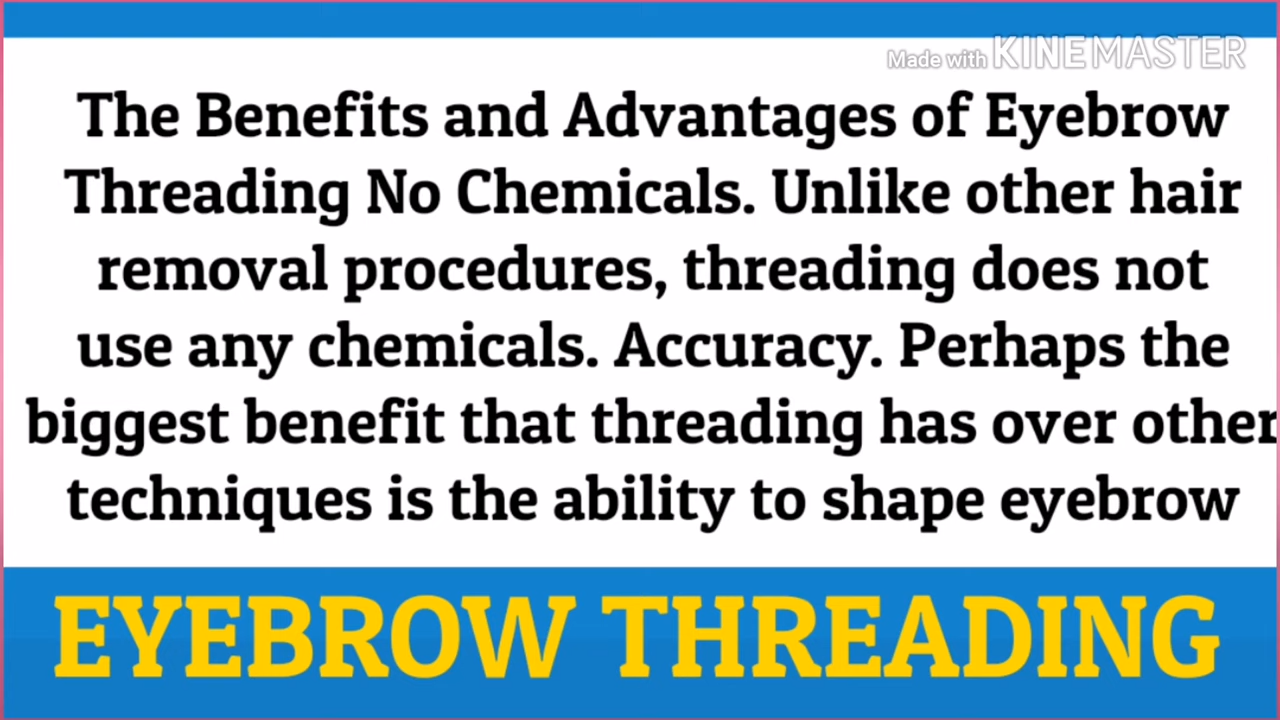 Made with KINEMASTER
The Benefits and Advantages of Eyebrow
Threading No Chemicals. Unlike other hair
removal procedures, threading does not
use any chemicals. Accuracy. Perhaps the
biggest benefit that threading has over other
techniques is the ability to shape eyebrow
EYEBROW THREADING